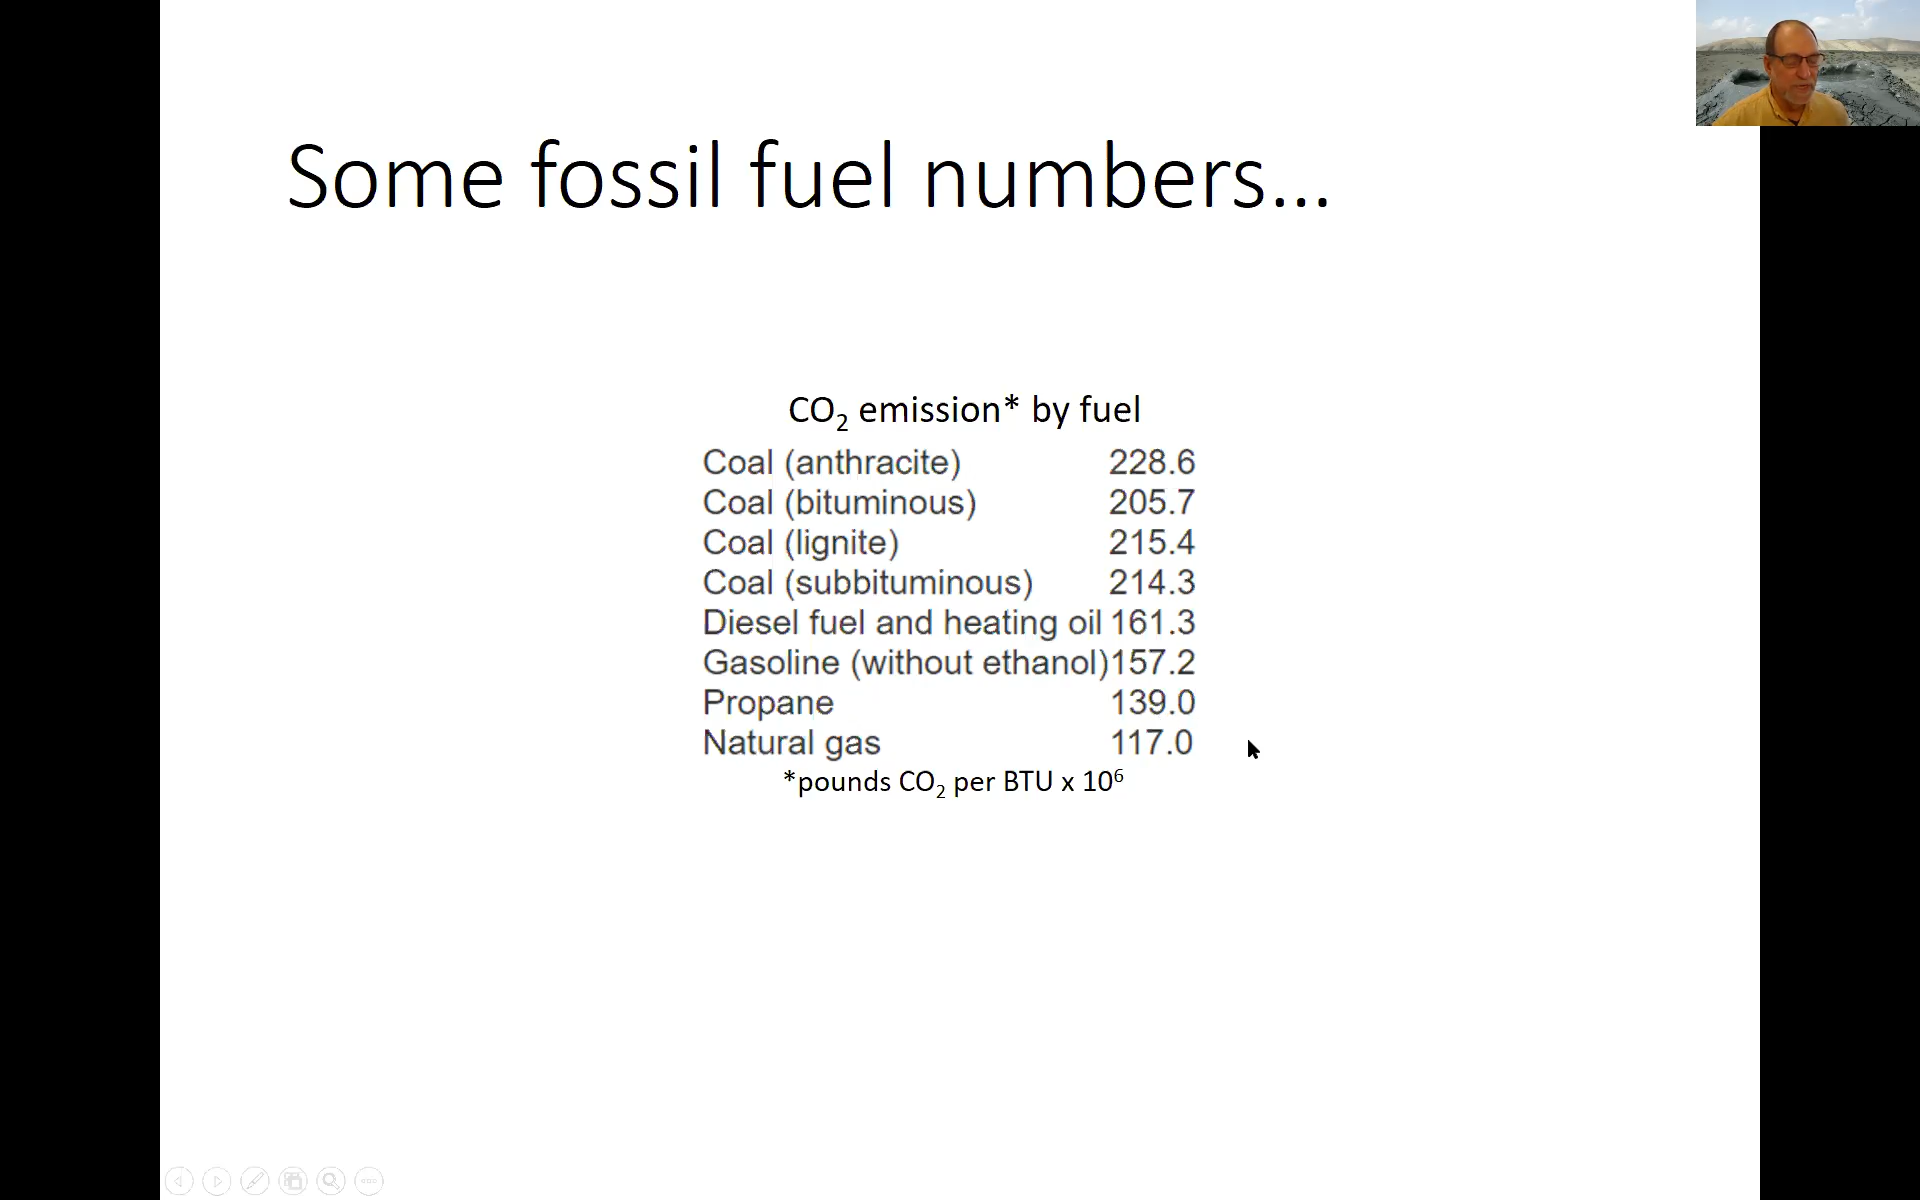 Some fossil fuel numbers...
CO₂ emission* by fuel
Coal (anthracite) 228.6
Coal (bituminous) 205.7
Coal (lignite) 215.4
Coal (subbituminous) 214.3
Diesel fuel and heating oil 161.3
Gasoline (without ethanol) 157.2
Propane 139.0
Natural gas 117.0
*pounds CO₂ per BTU x 10⁶